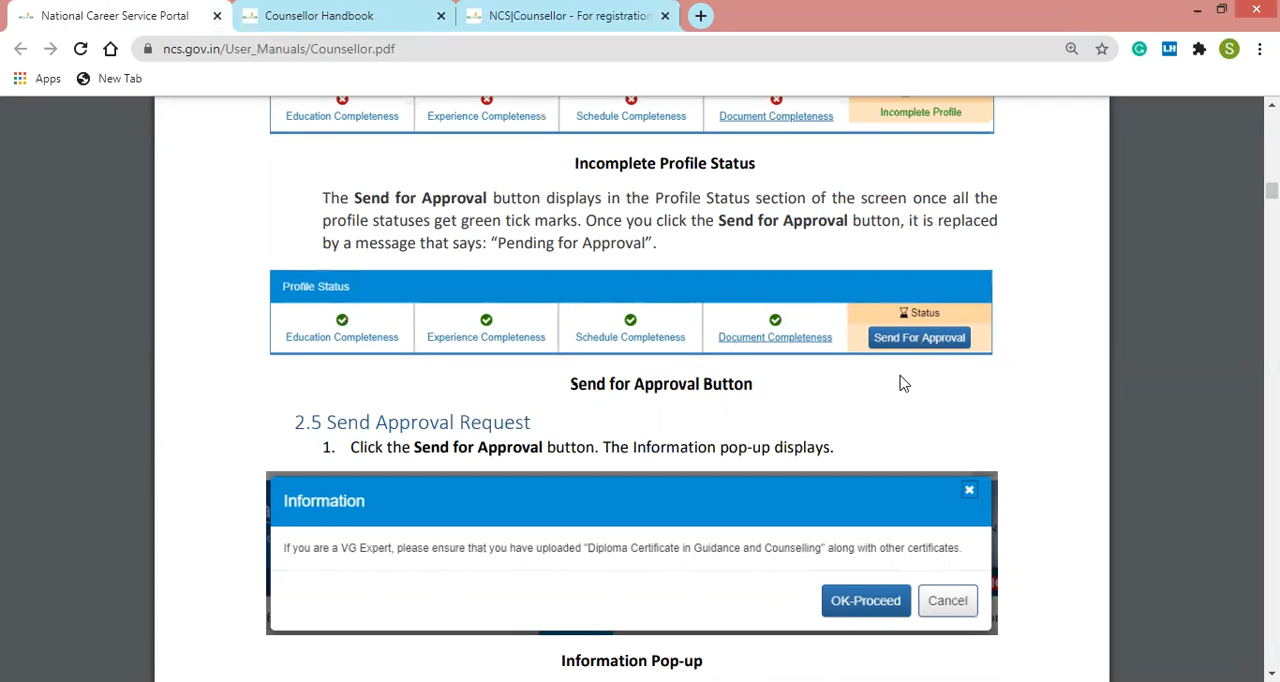 National Career Service Portal
Counsellor Handbook
NCS|Counsellor - For registration
ncs.gov.in/User_Manuals/Counsellor.pdf
LH
S
Apps
New Tab
Education Completeness
Experience Completeness
Schedule Completeness
Document Completeness
Incomplete Profile
Incomplete Profile Status
The Send for Approval button displays in the Profile Status section of the screen once all the
profile statuses get green tick marks. Once you click the Send for Approval button, it is replaced
by a message that says: “Pending for Approval”.
Profile Status
Status
Education Completeness
Experience Completeness
Schedule Completeness
Document Completeness
Send For Approval
Send for Approval Button
2.5 Send Approval Request
1. Click the Send for Approval button. The Information pop-up displays.
Information
If you are a VG Expert, please ensure that you have uploaded "Diploma Certificate in Guidance and Counselling" along with other certificates.
OK-Proceed
Cancel
Information Pop-up